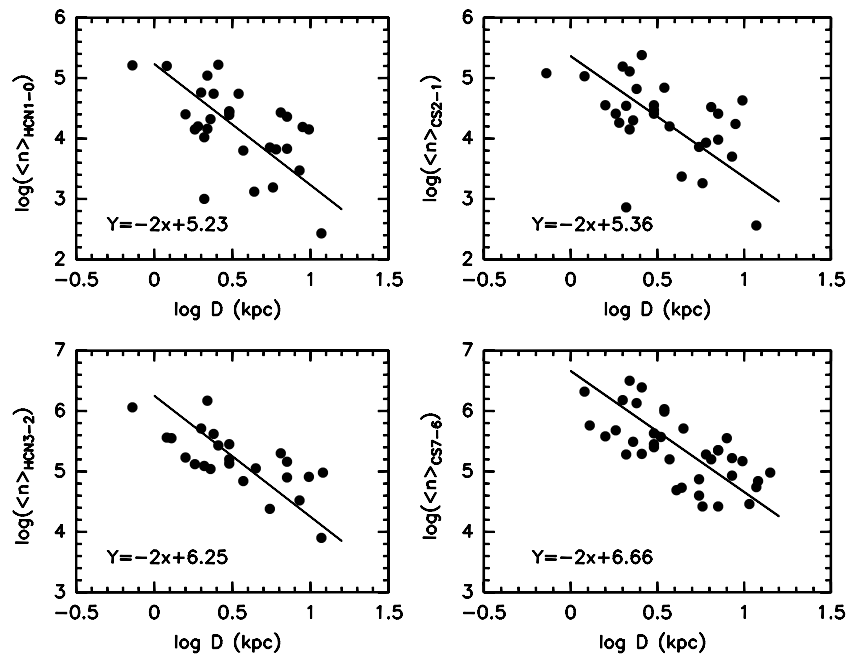 6
5
4
3
2
log(<n>HCN1−0)
Y=−2x+5.23
−0.5 0 0.5 1 1.5
log D (kpc)
6
5
4
3
2
log(<n>CS2−1)
Y=−2x+5.36
−0.5 0 0.5 1 1.5
log D (kpc)
7
6
5
4
3
log(<n>HCN3−2)
Y=−2x+6.25
−0.5 0 0.5 1 1.5
log D (kpc)
7
6
5
4
3
log(<n>CS7−6)
Y=−2x+6.66
−0.5 0 0.5 1 1.5
log D (kpc)